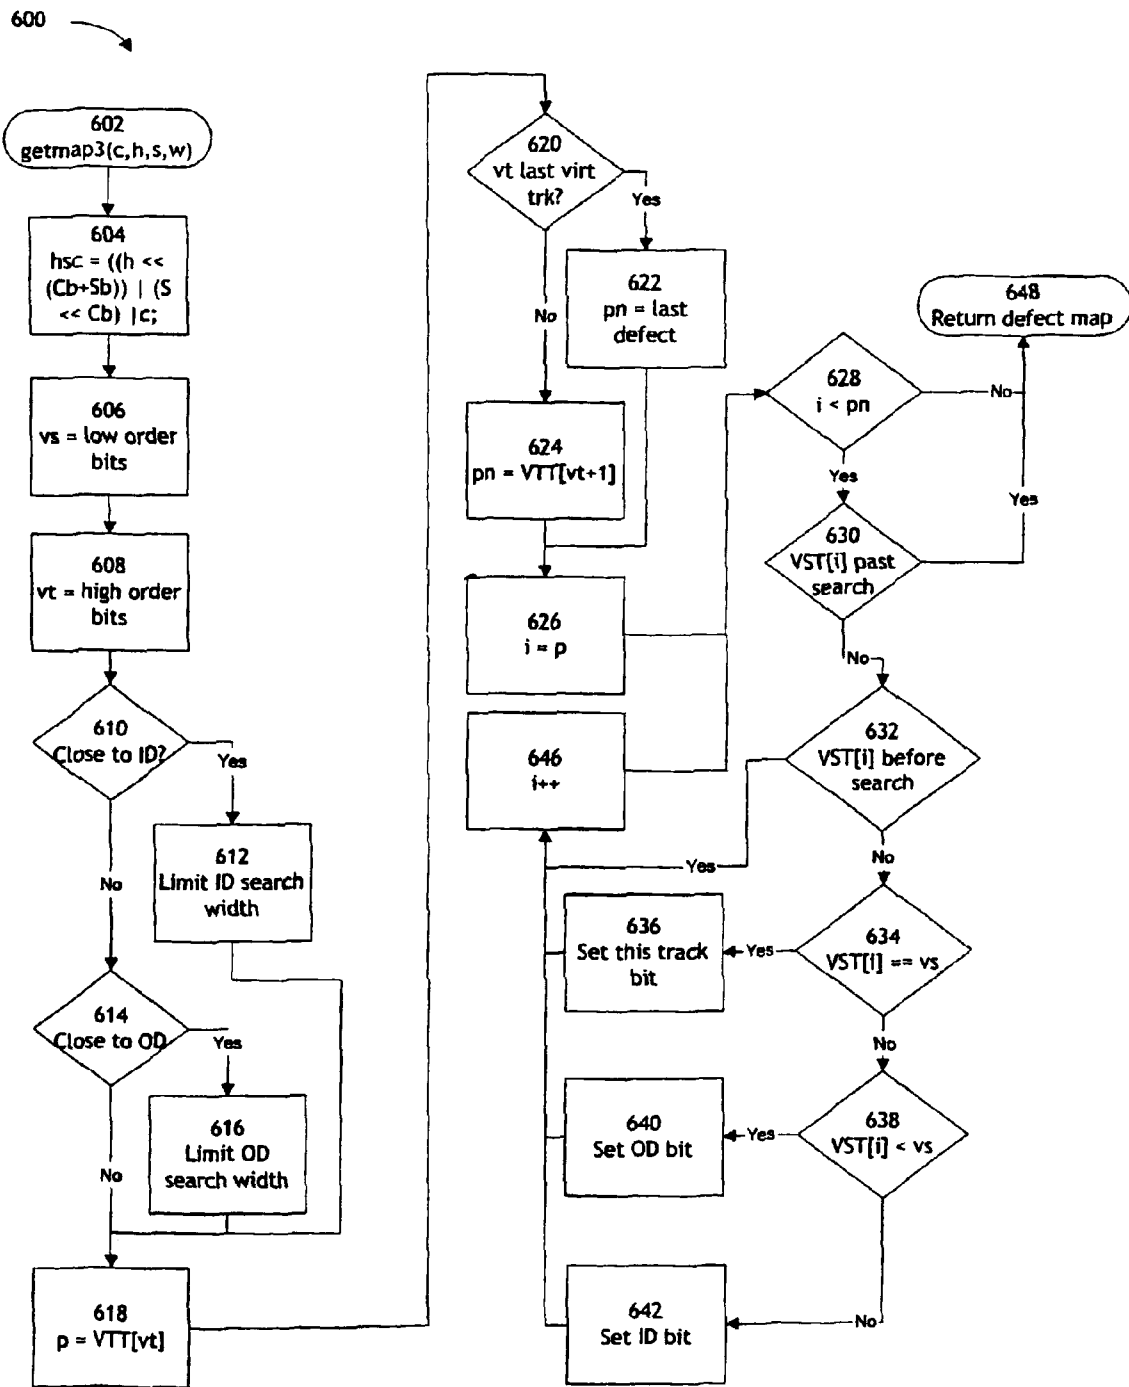 600
602
getmap3(c,h,s,w)
604
hsc = ((h <<
(Cb+Sb)) | (S
<< Cb) |c;
606
vs = low order
bits
608
vt = high order
bits
610
Close to ID?
Yes
No
612
Limit ID search
width
614
Close to OD
Yes
No
616
Limit OD
search width
618
p = VTT[vt]
620
vt last virt
trk?
Yes
No
622
pn = last
defect
624
pn = VTT[vt+1]
626
i = p
646
i++
628
i < pn
No
Yes
648
Return defect map
630
VST[i] past
search
Yes
No
632
VST[i] before
search
Yes
No
634
VST[i] == vs
Yes
No
636
Set this track
bit
638
VST[i] < vs
Yes
No
640
Set OD bit
642
Set ID bit